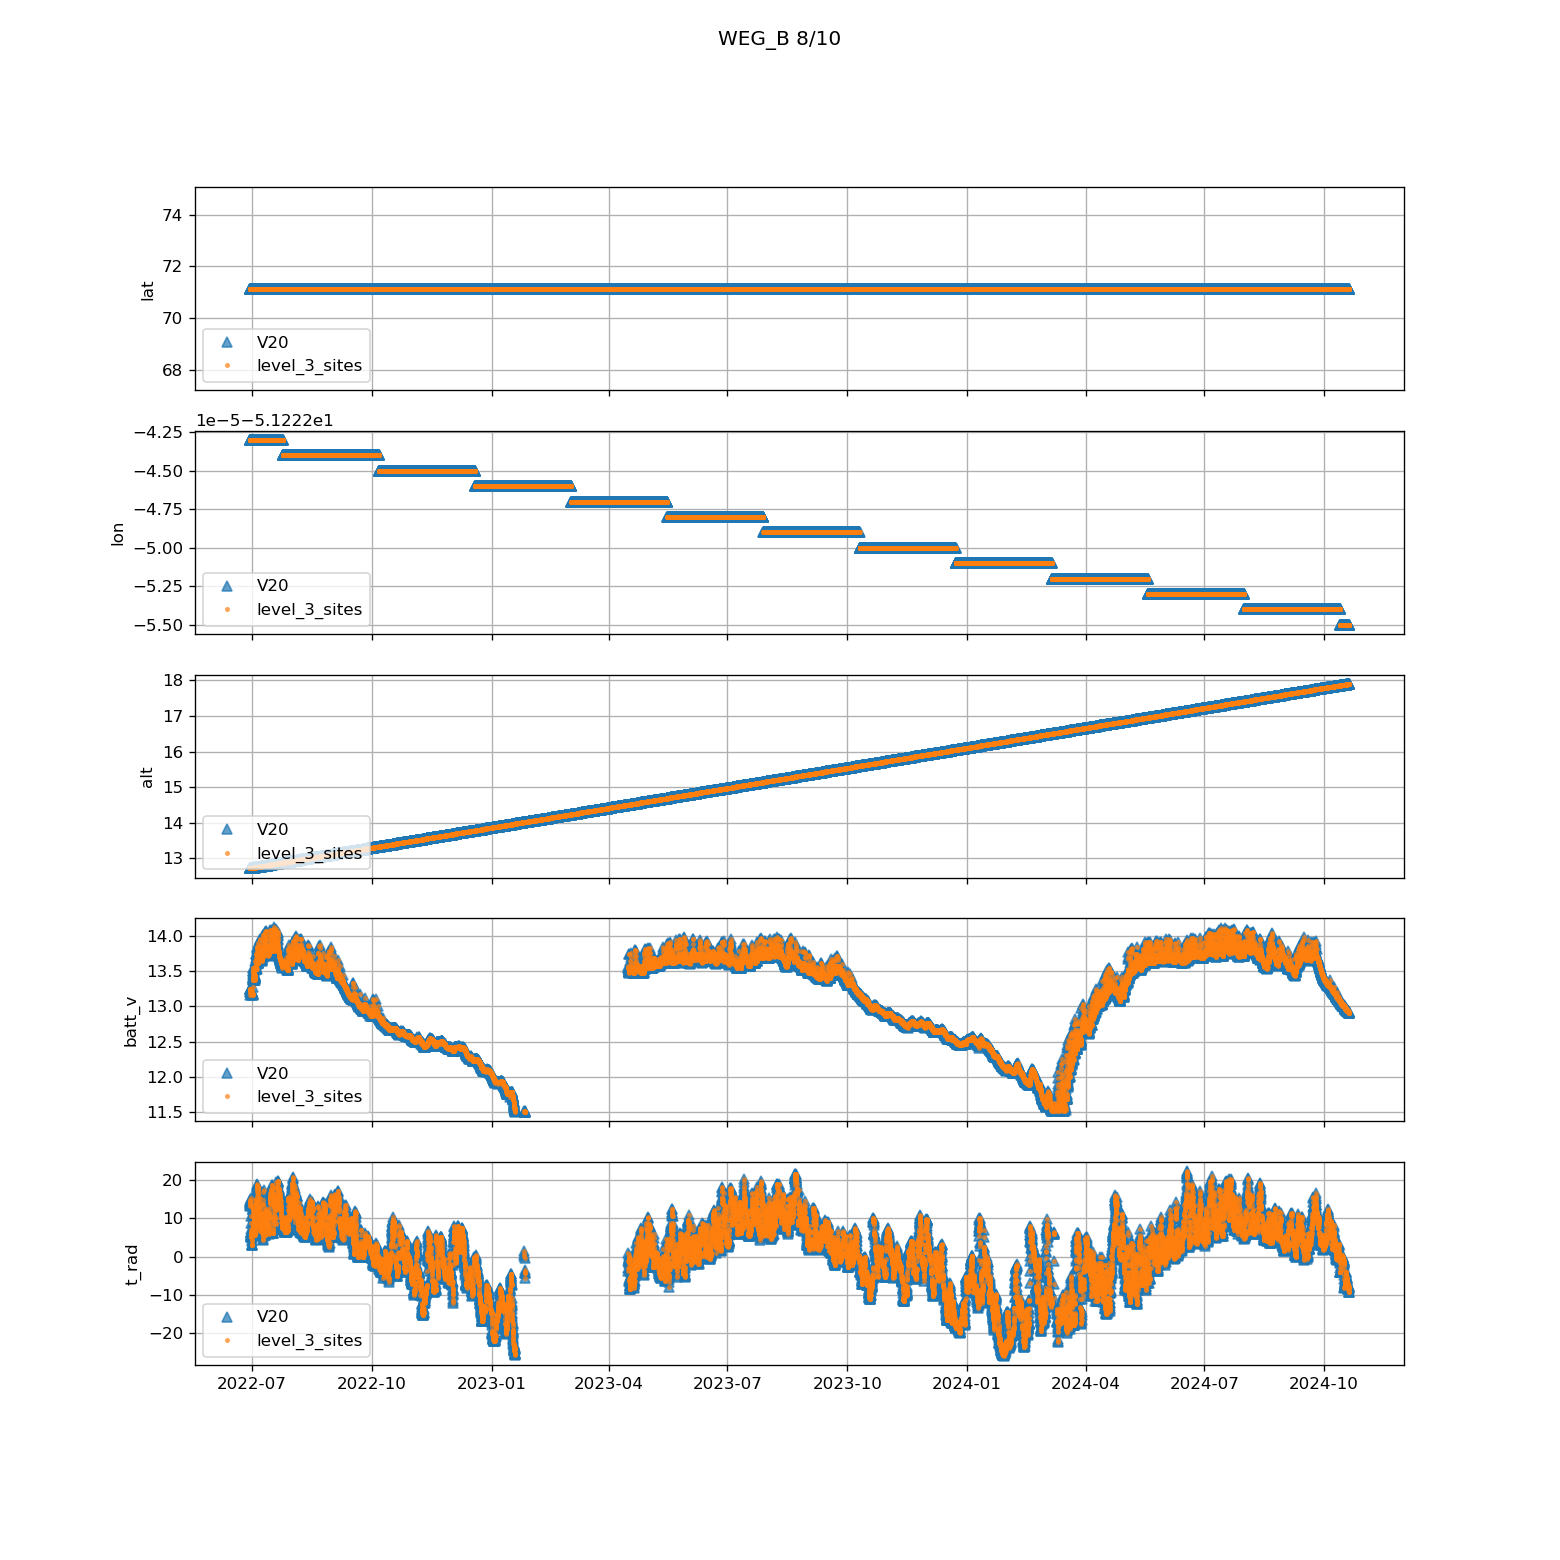 WEG_B 8/10
74
72
70
68
lat
V20
level_3_sites
1e−5−5.1222e1
−4.25
−4.50
−4.75
−5.00
−5.25
−5.50
lon
V20
level_3_sites
18
17
16
15
14
13
alt
V20
level_3_sites
14.0
13.5
13.0
12.5
12.0
11.5
batt_v
V20
level_3_sites
20
10
0
−10
−20
t_rad
V20
level_3_sites
2022-07 2022-10 2023-01 2023-04 2023-07 2023-10 2024-01 2024-04 2024-07 2024-10